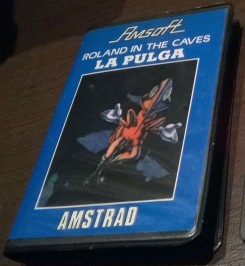 Amsoft
ROLAND IN THE CAVES
LA PULGA
AMSTRAD